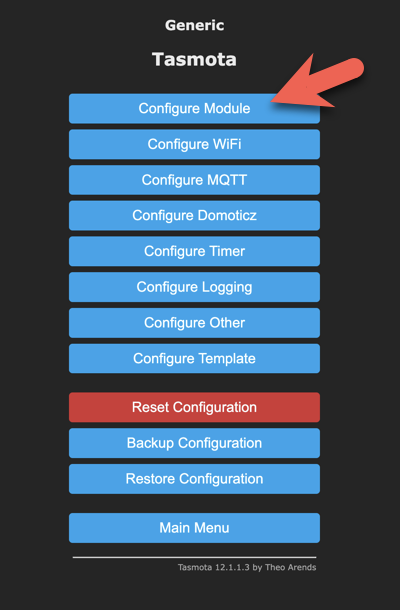 Generic
Tasmota
Configure Module
Configure WiFi
Configure MQTT
Configure Domoticz
Configure Timer
Configure Logging
Configure Other
Configure Template
Reset Configuration
Backup Configuration
Restore Configuration
Main Menu
Tasmota 12.1.1.3 by Theo Arends